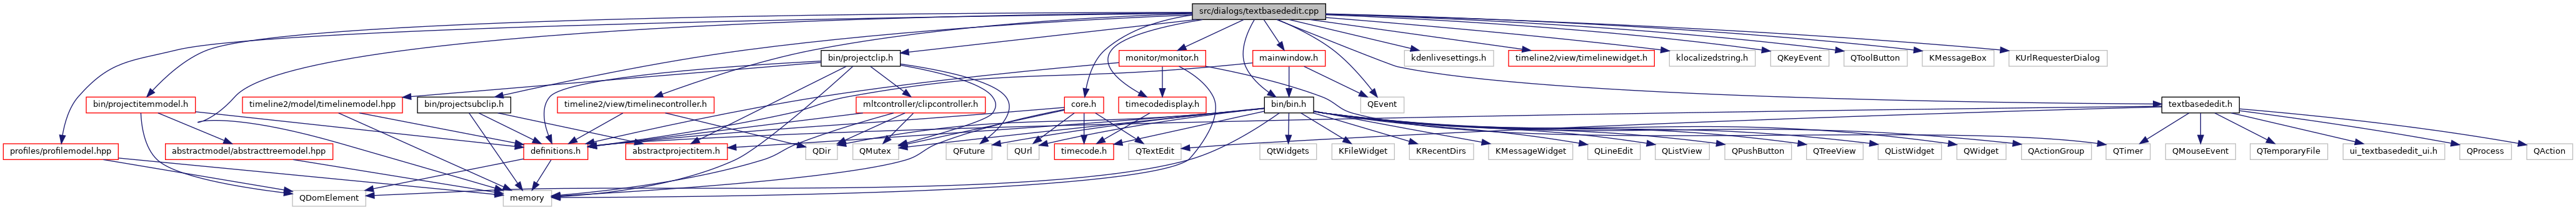 src/dialogs/textbasededit.cpp
bin/projectclip.h
monitor/monitor.h
mainwindow.h
kdenlivesettings.h
timeline2/view/timelinewidget.h
klocalizedstring.h
QKeyEvent
QToolButton
KMessageBox
KUrlRequesterDialog
bin/projectitemmodel.h
timeline2/model/timelinemodel.hpp
bin/projectsubclip.h
timeline2/view/timelinecontroller.h
mltcontroller/clipcontroller.h
core.h
timecodedisplay.h
bin/bin.h
QEvent
textbasededit.h
profiles/profilemodel.hpp
abstractmodel/abstracttreemodel.hpp
definitions.h
abstractprojectitem.h
QDir
QMutex
QFuture
QUrl
timecode.h
QTextEdit
QtWidgets
KFileWidget
KRecentDirs
KMessageWidget
QLineEdit
QListView
QPushButton
QTreeView
QListWidget
QWidget
QActionGroup
QTimer
QMouseEvent
QTemporaryFile
ui_textbasededit_ui.h
QProcess
QAction
QDomElement
memory